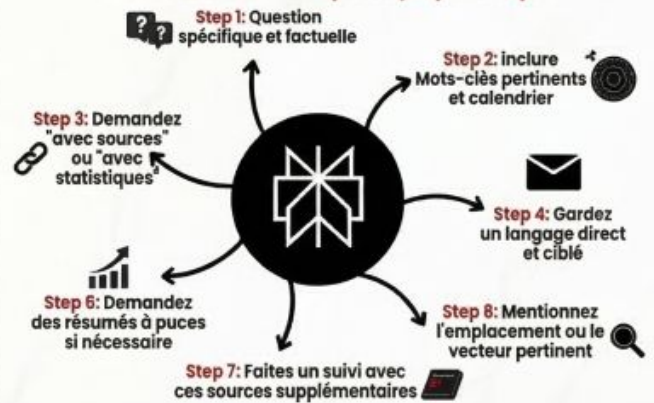 Step 1: Question
spécifique et factuelle
Step 2: inclure
Mots-clès pertinents
et calendrier
Step 3: Demandez
"avec sources"
ou "avec
statistiques"
Step 4: Gardez
un langage direct
et ciblé
Step 6: Demandez
des résumés à puces
si nécessaire
Step 8: Mentionnez
l'emplacement ou le
vecteur pertinent
Step 7: Faites un suivi avec
ces sources supplémentaires